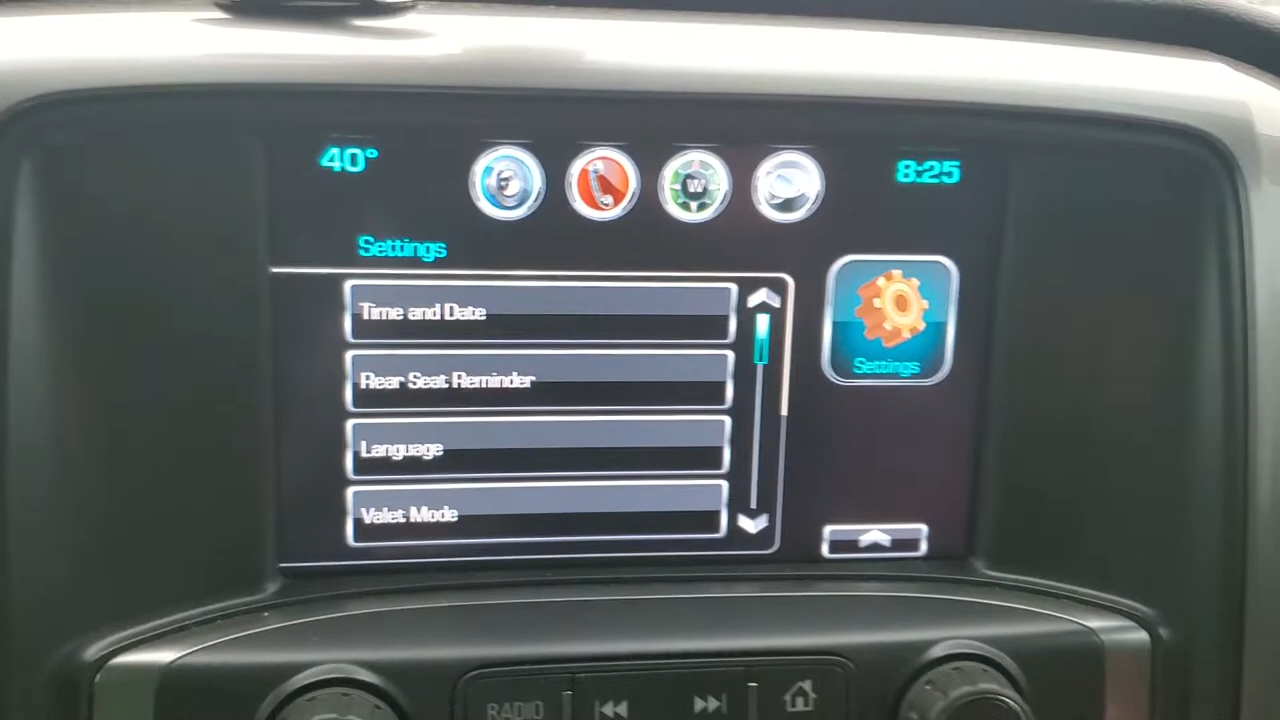 40°
W
8:25
Settings
Time and Date
Rear Seat Reminder
Language
Valet Mode
Settings
RADIO